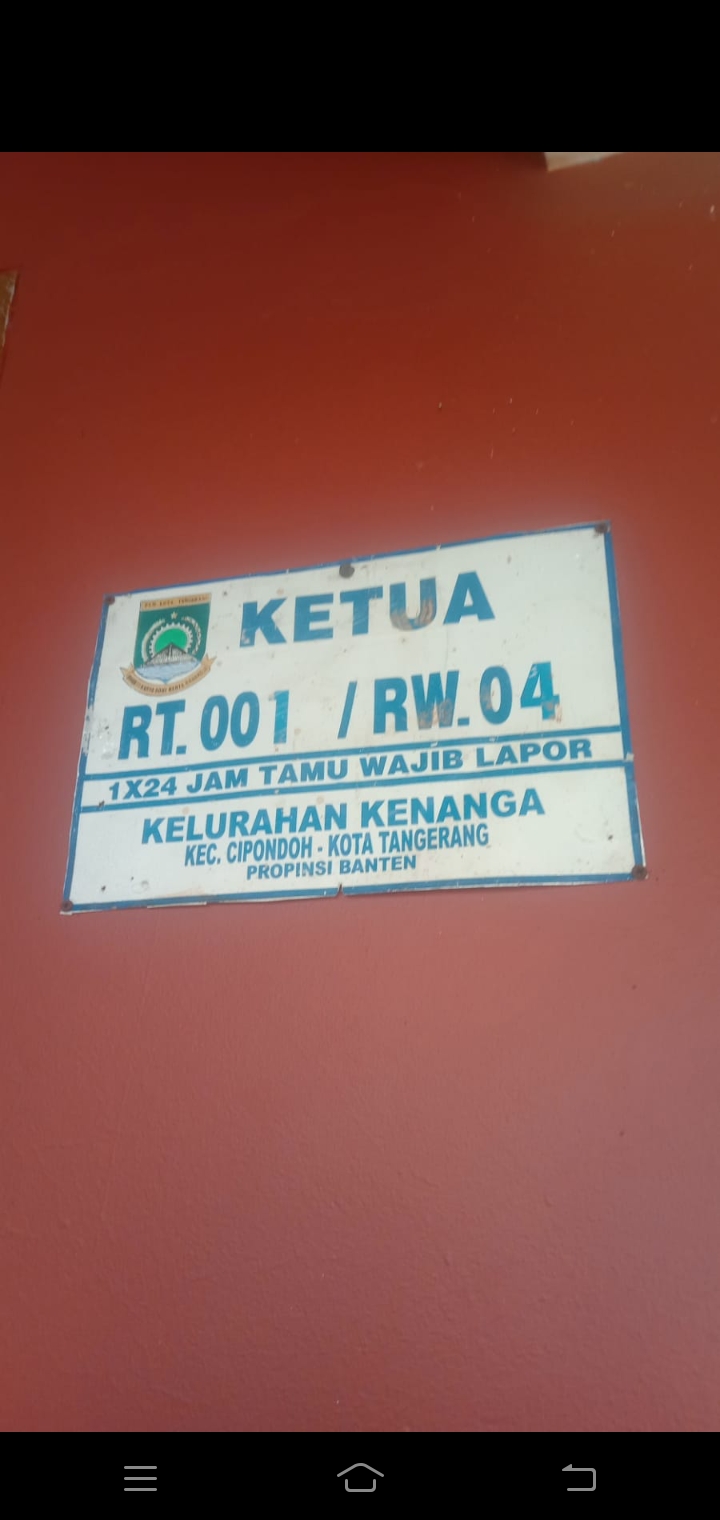 KETUA
RT. 001 / RW. 04
1X24 JAM TAMU WAJIB LAPOR
KELURAHAN KENANGA
KEC. CIPONDOH - KOTA TANGERANG
PROPINSI BANTEN